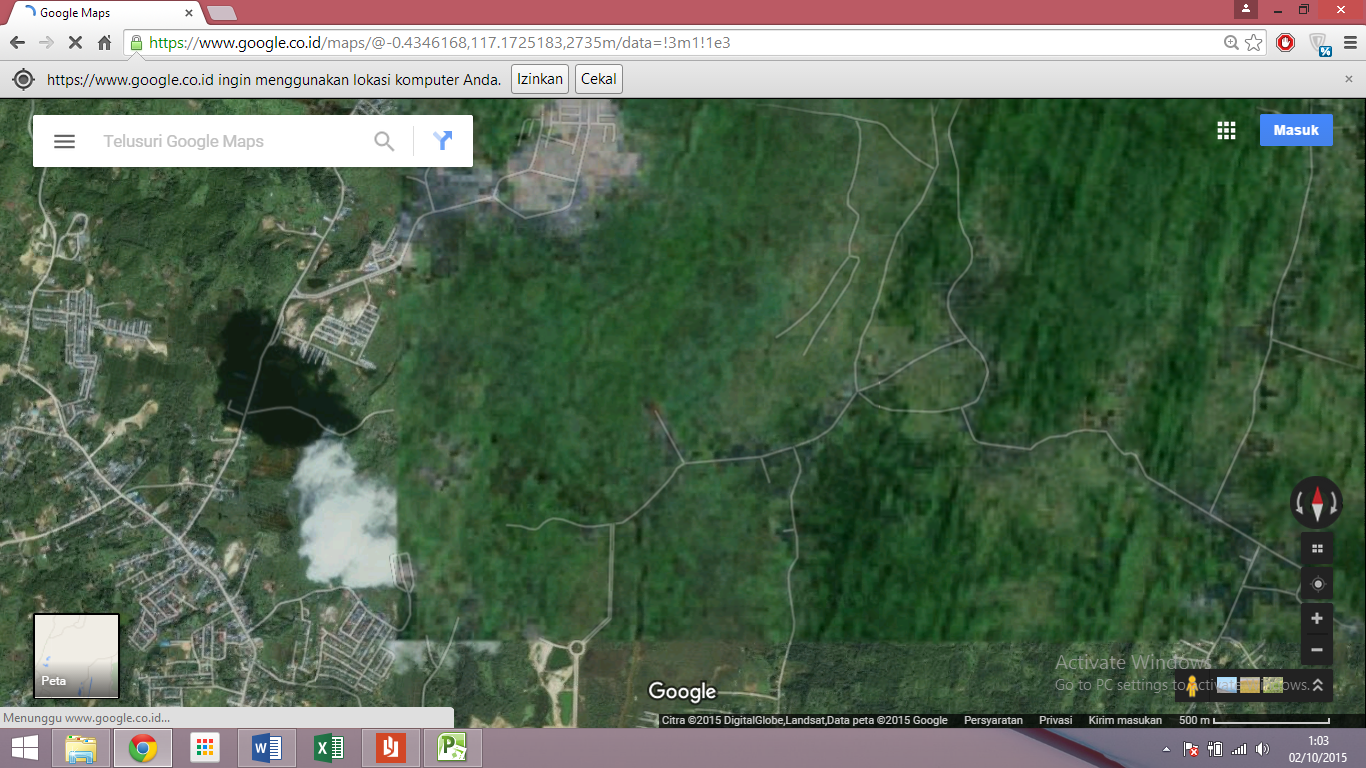 Google Maps
https://www.google.co.id/maps/@-0.4346168,117.1725183,2735m/data=!3m1!1e3
https://www.google.co.id ingin menggunakan lokasi komputer Anda. Izinkan Cekal
Telusuri Google Maps
Masuk
Peta
Activate Windows
Go to PC settings to activate Windows.
Google
Menunggu www.google.co.id...
Citra ©2015 DigitalGlobe,Landsat,Data peta ©2015 Google Persyaratan Privasi Kirim masukan 500 m
1:03
02/10/2015